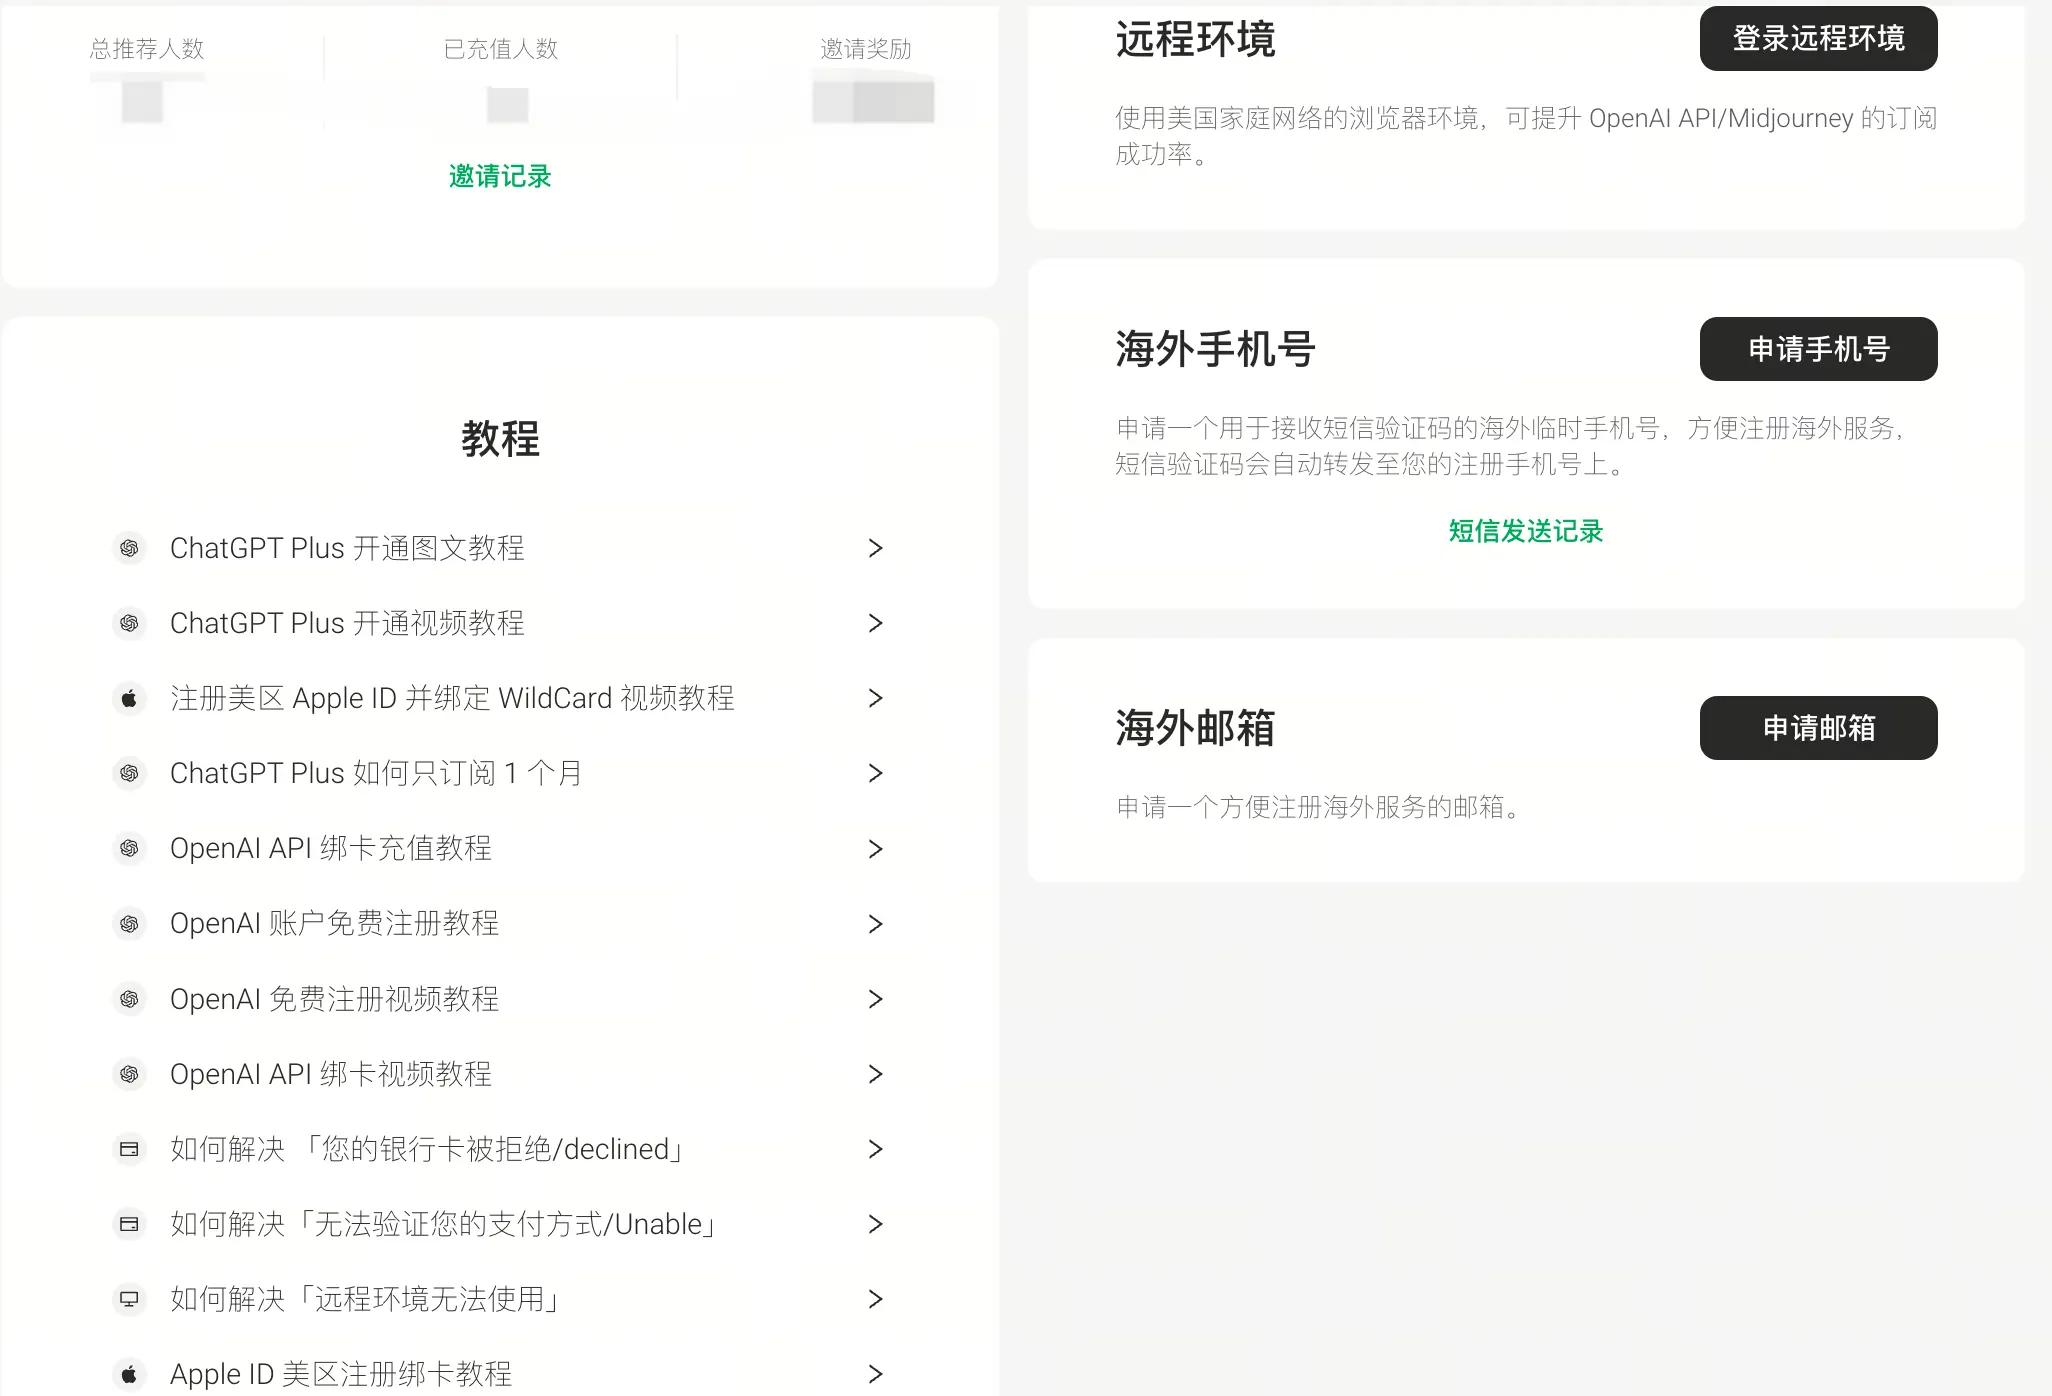 总推荐人数
已充值人数
邀请奖励
邀请记录
教程
ChatGPT Plus 开通图文教程
ChatGPT Plus 开通视频教程
注册美区 Apple ID 并绑定 WildCard 视频教程
ChatGPT Plus 如何只订阅 1 个月
OpenAI API 绑卡充值教程
OpenAI 账户免费注册教程
OpenAI 免费注册视频教程
OpenAI API 绑卡视频教程
如何解决 「您的银行卡被拒绝/declined」
如何解决「无法验证您的支付方式/Unable」
如何解决「远程环境无法使用」
Apple ID 美区注册绑卡教程
远程环境
登录远程环境
使用美国家庭网络的浏览器环境，可提升 OpenAI API/Midjourney 的订阅
成功率。
海外手机号
申请手机号
申请一个用于接收短信验证码的海外临时手机号，方便注册海外服务，
短信验证码会自动转发至您的注册手机号上。
短信发送记录
海外邮箱
申请邮箱
申请一个方便注册海外服务的邮箱。